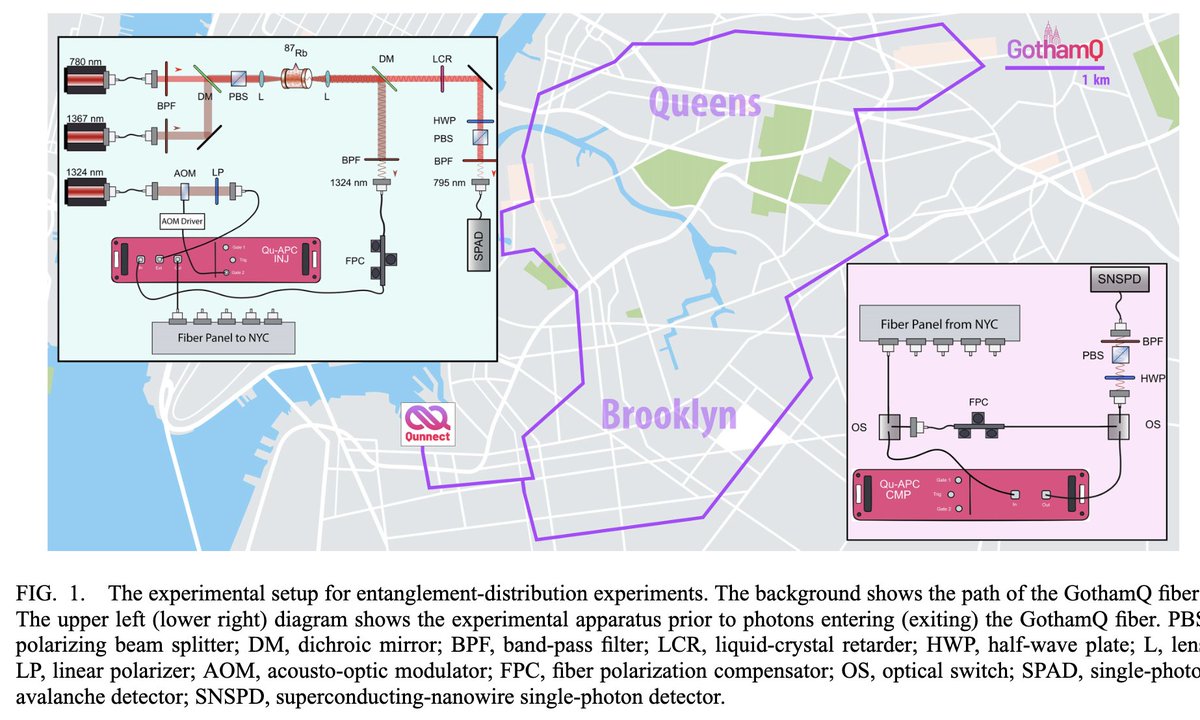 780 nm
87
Rb
DM
LCR
BPF
DM
PBS
L
L
1367 nm
HWP
PBS
BPF
BPF
1324 nm
795 nm
1324 nm
AOM
LP
AOM Driver
SPAD
FPC
Qu-APC
INJ
Gate 1
Trig
Gate 2
In
Ext
Out
Fiber Panel to NYC
Queens
GothamQ
1 km
Brooklyn
Qunnect
SNSPD
Fiber Panel from NYC
BPF
PBS
HWP
FPC
OS
OS
Qu-APC
CMP
Gate 1
Trig
Gate 2
In
Out
FIG. 1. The experimental setup for entanglement-distribution experiments. The background shows the path of the GothamQ fiber
The upper left (lower right) diagram shows the experimental apparatus prior to photons entering (exiting) the GothamQ fiber. PBS
polarizing beam splitter; DM, dichroic mirror; BPF, band-pass filter; LCR, liquid-crystal retarder; HWP, half-wave plate; L, len
LP, linear polarizer; AOM, acousto-optic modulator; FPC, fiber polarization compensator; OS, optical switch; SPAD, single-photo
avalanche detector; SNSPD, superconducting-nanowire single-photon detector.